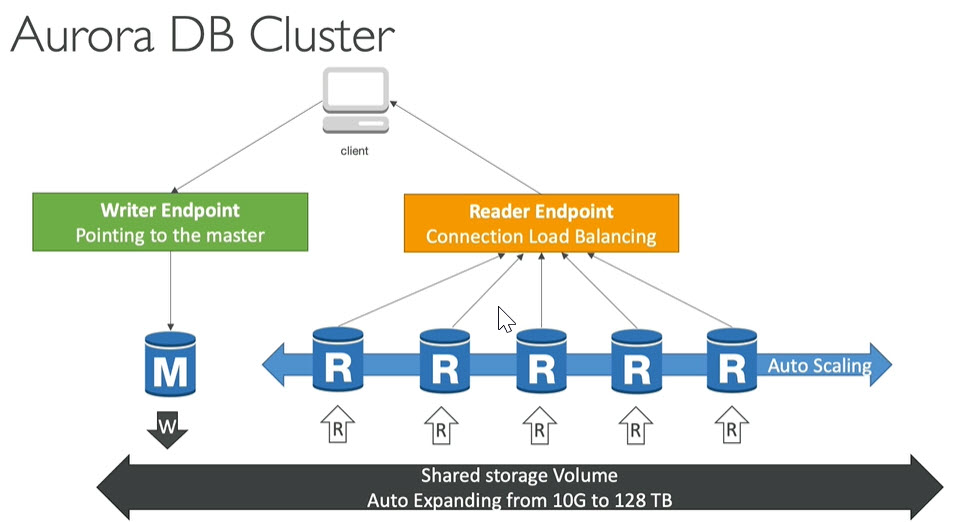 Aurora DB Cluster
client
Writer Endpoint
Pointing to the master
Reader Endpoint
Connection Load Balancing
M
R
R
R
R
R
Auto Scaling
W
R
R
R
R
R
Shared storage Volume
Auto Expanding from 10G to 128 TB